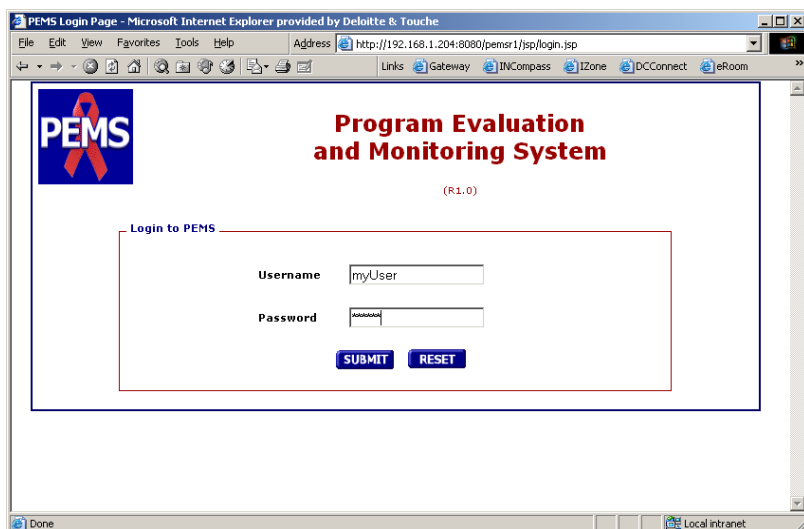 PEMS Login Page - Microsoft Internet Explorer provided by Deloitte & Touche
File Edit View Favorites Tools Help Address http://192.168.1.204:8080/pemsr1/jsp/login.jsp
Links Gateway INCompass IZone DCConnect eRoom »
PEMS
Program Evaluation
and Monitoring System
(R1.0)
Login to PEMS
Username myUser
Password ******
SUBMIT RESET
Done Local intranet